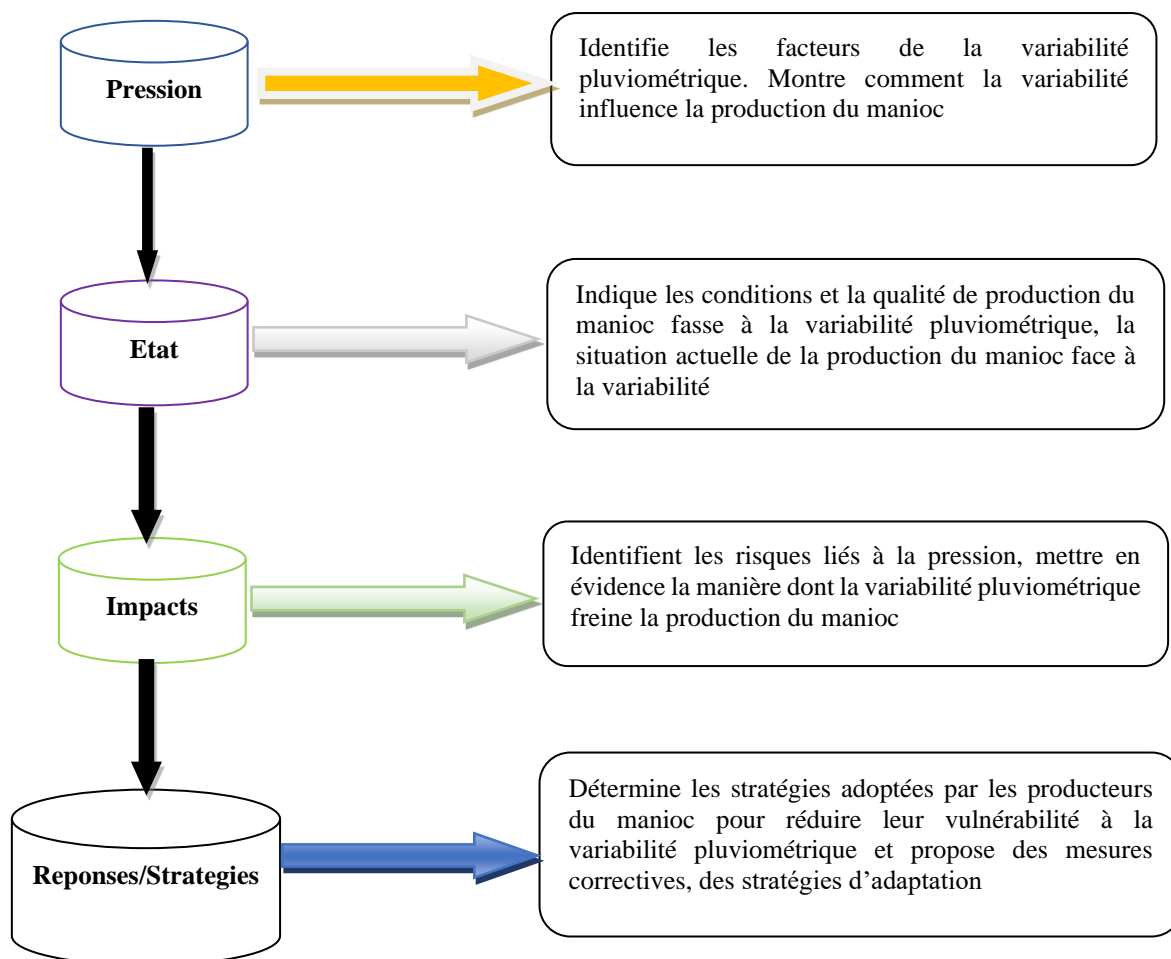 Pression
Identifie les facteurs de la variabilité
pluviométrique. Montre comment la variabilité
influence la production du manioc
Etat
Indique les conditions et la qualité de production du
manioc fasse à la variabilité pluviométrique, la
situation actuelle de la production du manioc face à
la variabilité
Impacts
Identifient les risques liés à la pression, mettre en
évidence la manière dont la variabilité pluviométrique
freine la production du manioc
Reponses/Strategies
Détermine les stratégies adoptées par les producteurs
du manioc pour réduire leur vulnérabilité à la
variabilité pluviométrique et propose des mesures
correctives, des stratégies d’adaptation